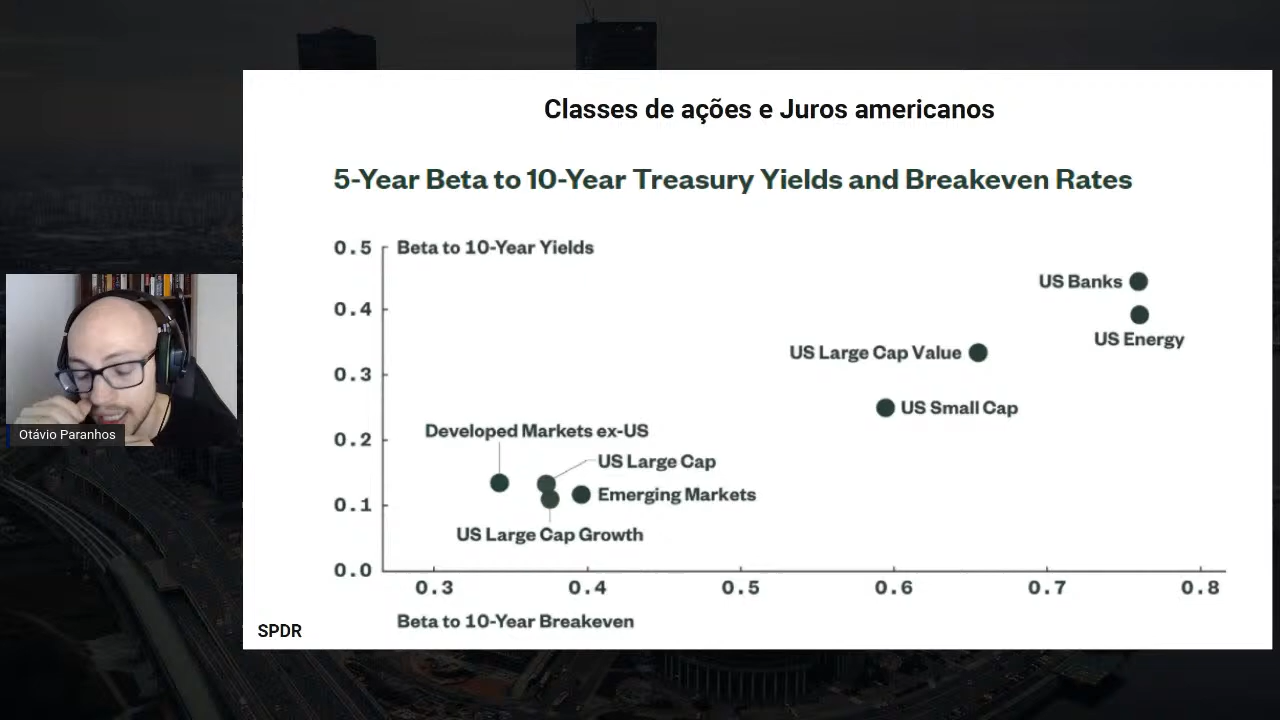 Classes de ações e Juros americanos
5-Year Beta to 10-Year Treasury Yields and Breakeven Rates
0.5
Beta to 10-Year Yields
US Banks
0.4
US Energy
US Large Cap Value
0.3
US Small Cap
Developed Markets ex-US
0.2
US Large Cap
Emerging Markets
0.1
US Large Cap Growth
0.0
0.3 0.4 0.5 0.6 0.7 0.8
Beta to 10-Year Breakeven
SPDR
Otávio Paranhos